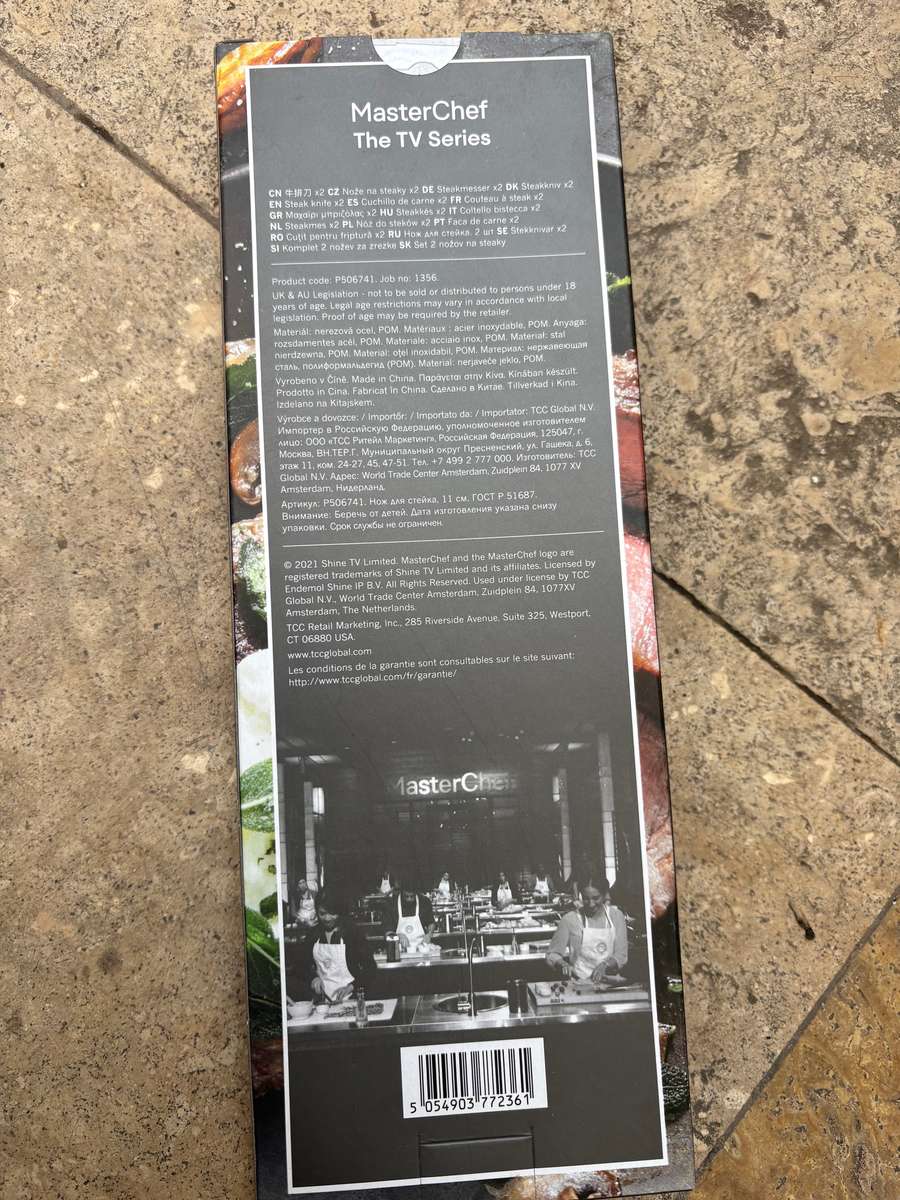 MasterChef
The TV Series
CN 牛排刀 x2 CZ Nože na steaky x2 DE Steakmesser x2 DK Steakkniv x2
EN Steak knife x2 ES Cuchillo de carne x2 FR Couteau à steak x2
GR Μαχαίρι μπριζόλας x2 HU Steakkés x2 IT Coltello bistecca x2
NL Steakmes x2 PL Nóż do steków x2 PT Faca de carne x2
RO Cuțit pentru friptură x2 RU Нож для стейка. 2 шт SE Stekknivar x2
SI Komplet 2 nožev za zrezke SK Set 2 nožov na steaky
Product code: P506741. Job no: 1356.
UK & AU Legislation - not to be sold or distributed to persons under 18
years of age. Legal age restrictions may vary in accordance with local
legislation. Proof of age may be required by the retailer.
Materiál: nerezová ocel, POM. Matériaux : acier inoxydable, POM. Anyaga:
rozsdamentes acél, POM. Materiale: acciaio inox, POM. Materiał: stal
nierdzewna, POM. Material: oțel inoxidabil, POM. Материал: нержавеющая
сталь, полиформальдегид (POM). Material: nerjaveče jeklo, POM.
Vyrobeno v Číně. Made in China. Παράγεται στην Κίνα. Kínában készült.
Prodotto in Cina. Fabricat în China. Сделано в Китае. Tillverkad i Kina.
Izdelano na Kitajskem.
Výrobce a dovozce: / Importőr: / Importato da: / Importator: TCC Global N.V.
Импортер в Российскую Федерацию, уполномоченное изготовителем
лицо: ООО «ТСС Ритейл Маркетинг», Российская Федерация, 125047, г.
Москва, ВН.ТЕР.Г. Муниципальный округ Пресненский, ул. Гашека, д. 6,
этаж 11, ком. 24-27, 45, 47-51. Тел. +7 499 2 777 000. Изготовитель: TCC
Global N.V. Адрес: World Trade Center Amsterdam, Zuidplein 84, 1077 XV
Amsterdam, Нидерланд.
Артикул: P506741. Нож для стейка, 11 см. ГОСТ Р 51687.
Внимание: Беречь от детей. Дата изготовления указана снизу
упаковки. Срок службы не ограничен.
© 2021 Shine TV Limited. MasterChef and the MasterChef logo are
registered trademarks of Shine TV Limited and its affiliates. Licensed by
Endemol Shine IP B.V. All Rights Reserved. Used under license by TCC
Global N.V., World Trade Center Amsterdam. Zuidplein 84, 1077XV
Amsterdam, The Netherlands.
TCC Retail Marketing, Inc., 285 Riverside Avenue, Suite 325, Westport,
CT 06880 USA.
www.tccglobal.com
Les conditions de la garantie sont consultables sur le site suivant:
http://www.tccglobal.com/fr/garantie/
MasterChef
5 054903 772361